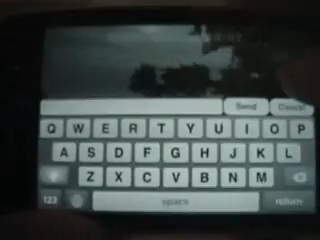 Send Cancel
Q W E R T Y U I O P
A S D F G H J K L
Z X C V B N M
123 space return